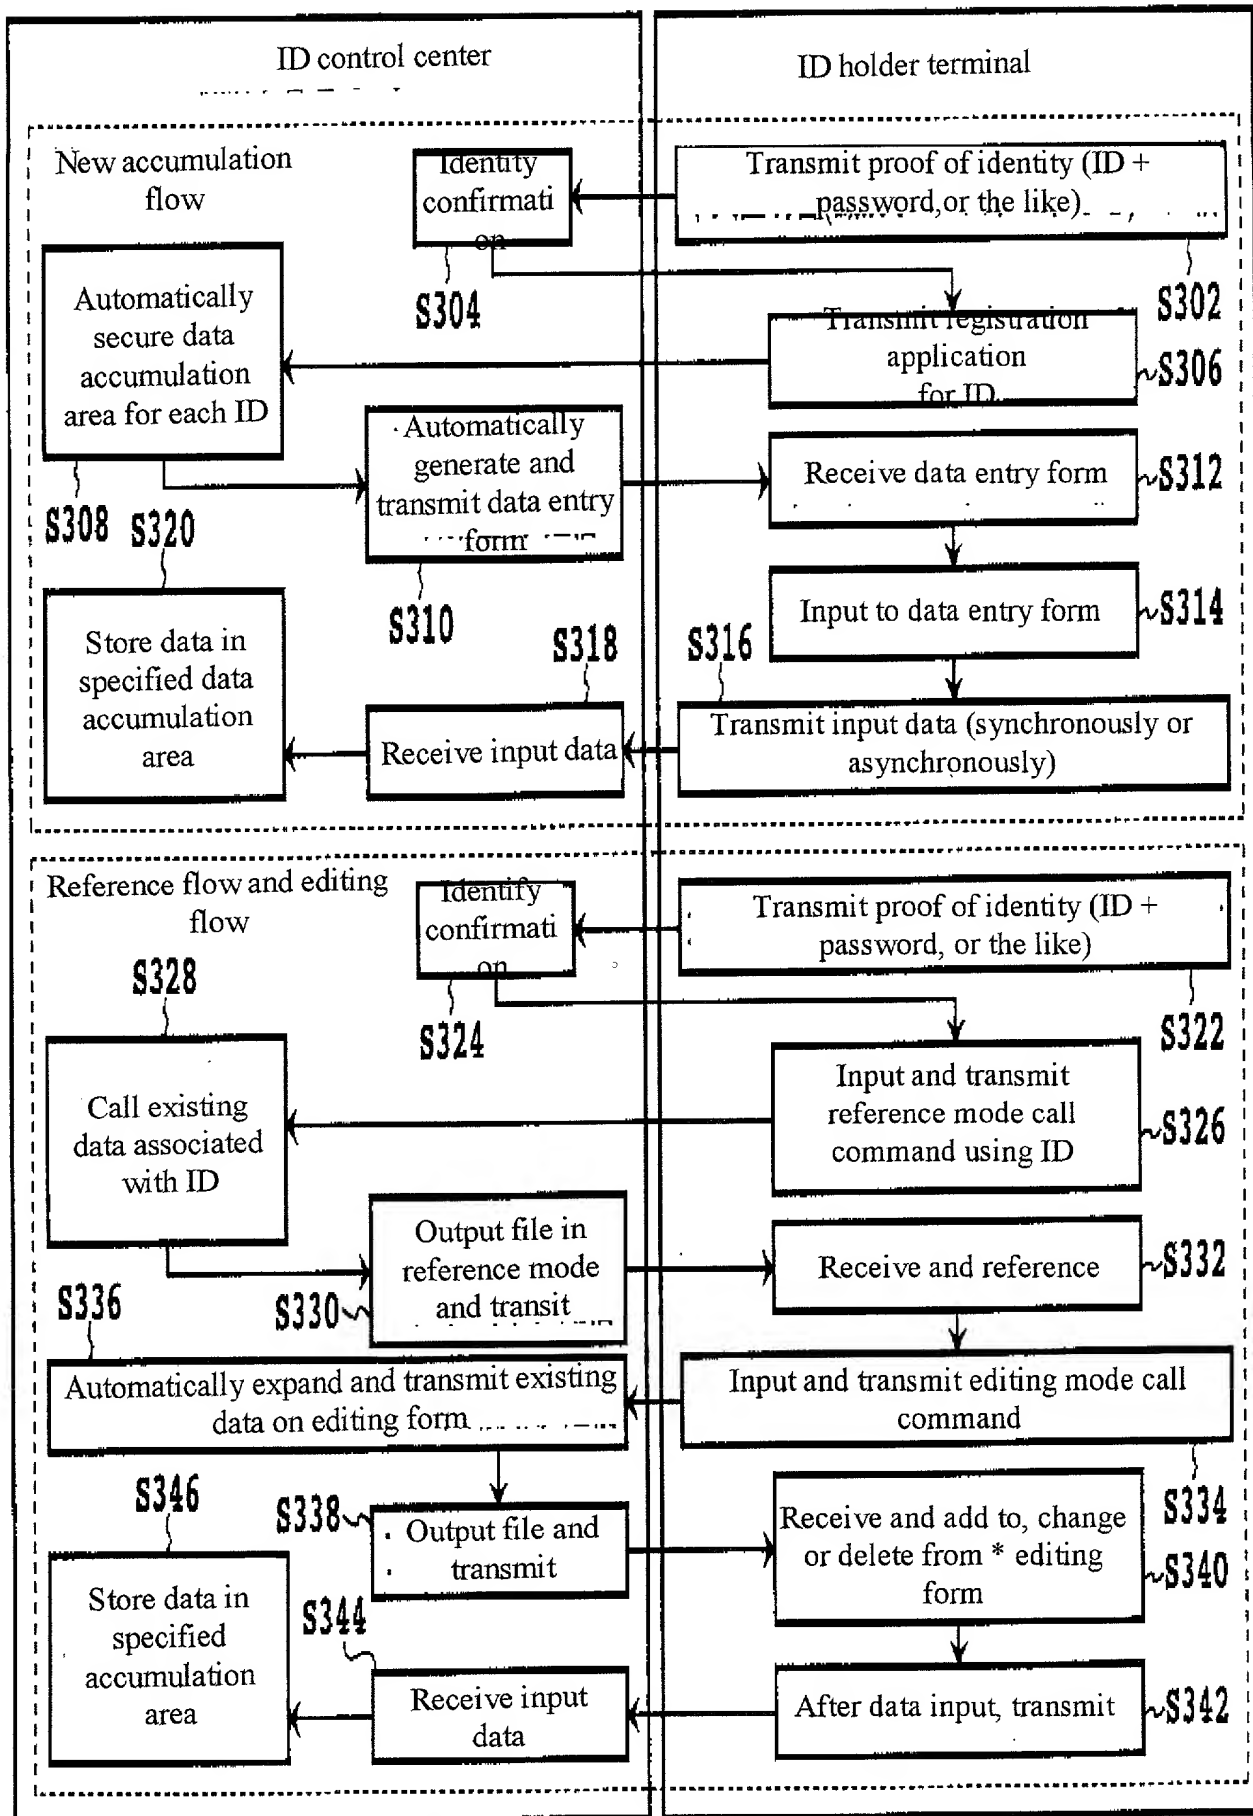 ID control center
ID holder terminal
New accumulation
flow
Identity
confirmati
on
Transmit proof of identity (ID +
password, or the like)
S304
S302
Automatically
secure data
accumulation
area for each ID
Transmit registration
application
for ID
S306
S308
S320
Automatically
generate and
transmit data entry
form
Receive data entry form
S312
S310
Input to data entry form
S314
S318
S316
Store data in
specified data
accumulation
area
Receive input data
Transmit input data (synchronously or
asynchronously)
Reference flow and editing
flow
Identify
confirmati
on
Transmit proof of identity (ID +
password, or the like)
S328
S324
S322
Call existing
data associated
with ID
Input and transmit
reference mode call
command using ID
S326
Output file in
reference mode
and transit
Receive and reference
S332
S336
S330
Automatically expand and transmit existing
data on editing form
Input and transmit editing mode call
command
S346
S338
Output file and
transmit
S334
Receive and add to, change
or delete from * editing
form
S340
Store data in
specified
accumulation
area
S344
Receive input
data
After data input, transmit
S342